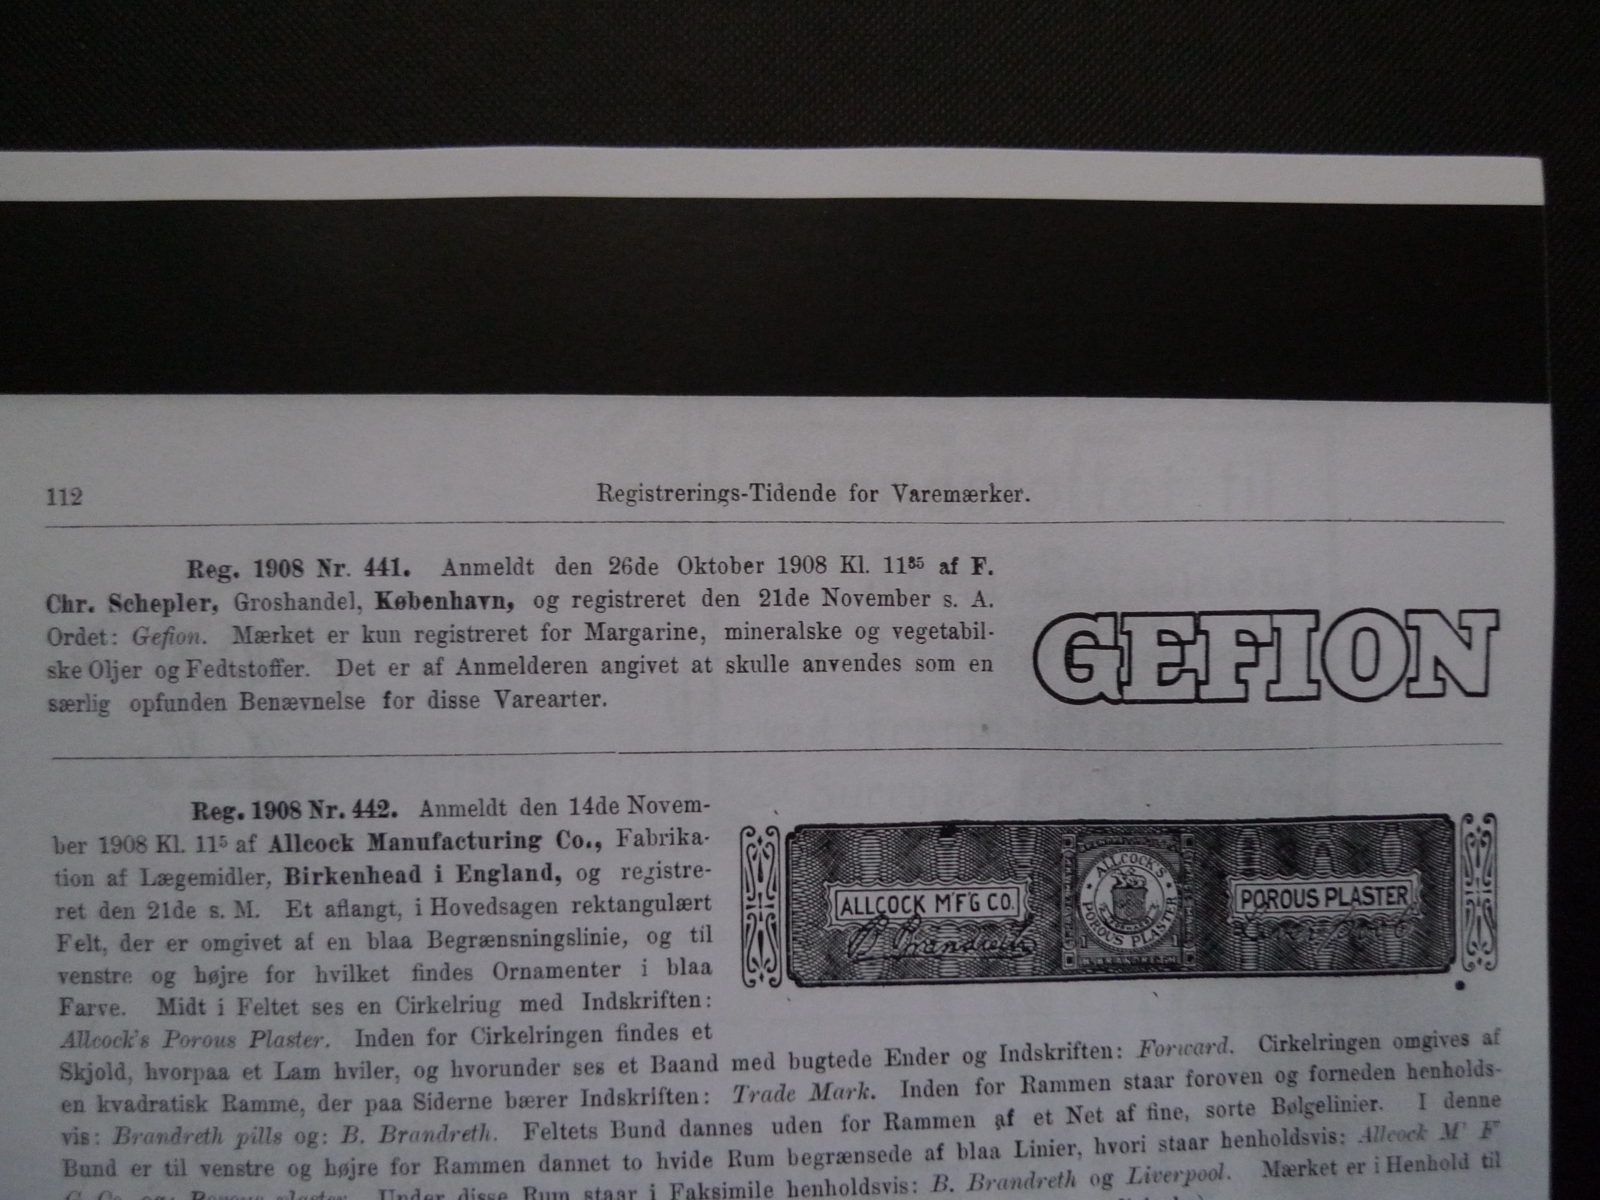 112
Registrerings-Tidende for Varemærker.
Reg. 1908 Nr. 441. Anmeldt den 26de Oktober 1908 Kl. 11³⁵ af F.
Chr. Schepler, Groshandel, København, og registreret den 21de November s. A.
Ordet: Gefion. Mærket er kun registreret for Margarine, mineralske og vegetabil-
ske Oljer og Fedtstoffer. Det er af Anmelderen angivet at skulle anvendes som en
særlig opfunden Benævnelse for disse Varearter.
GEFION
Reg. 1908 Nr. 442. Anmeldt den 14de Novem-
ber 1908 Kl. 11⁵ af Allcock Manufacturing Co., Fabrika-
tion af Lægemidler, Birkenhead i England, og registre-
ret den 21de s. M. Et aflangt, i Hovedsagen rektangulært
Felt, der er omgivet af en blaa Begrænsningslinie, og til
venstre og højre for hvilket findes Ornamenter i blaa
Farve. Midt i Feltet ses en Cirkelriug med Indskriften:
Allcock's Porous Plaster. Inden for Cirkelringen findes et
ALLCOCK M'F'G CO.
B. Brandreth
ALLCOCK'S
POROUS PLASTER
B. BRANDRETH
POROUS PLASTER
Liverpool
Skjold, hvorpaa et Lam hviler, og hvorunder ses et Baand med bugtede Ender og Indskriften: Forward. Cirkelringen omgives af
en kvadratisk Ramme, der paa Siderne bærer Indskriften: Trade Mark. Inden for Rammen staar foroven og forneden henholds-
vis: Brandreth pills og: B. Brandreth. Feltets Bund dannes uden for Rammen af et Net af fine, sorte Bølgelinier. I denne
Bund er til venstre og højre for Rammen dannet to hvide Rum begrænsede af blaa Linier, hvori staar henholdsvis: Allcock M' F'
G Co. og: Porous plaster. Under disse Rum staar i Faksimile henholdsvis: B. Brandreth og Liverpool. Mærket er i Henhold til